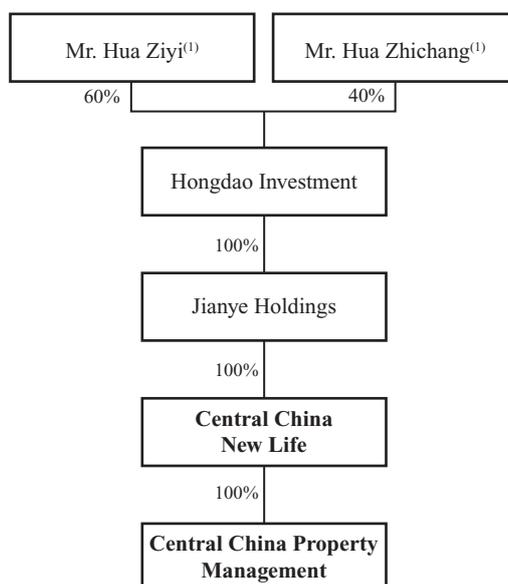 Mr. Hua Ziyi(1)
Mr. Hua Zhichang(1)
60%
40%
Hongdao Investment
100%
Jianye Holdings
100%
Central China
New Life
100%
Central China Property
Management